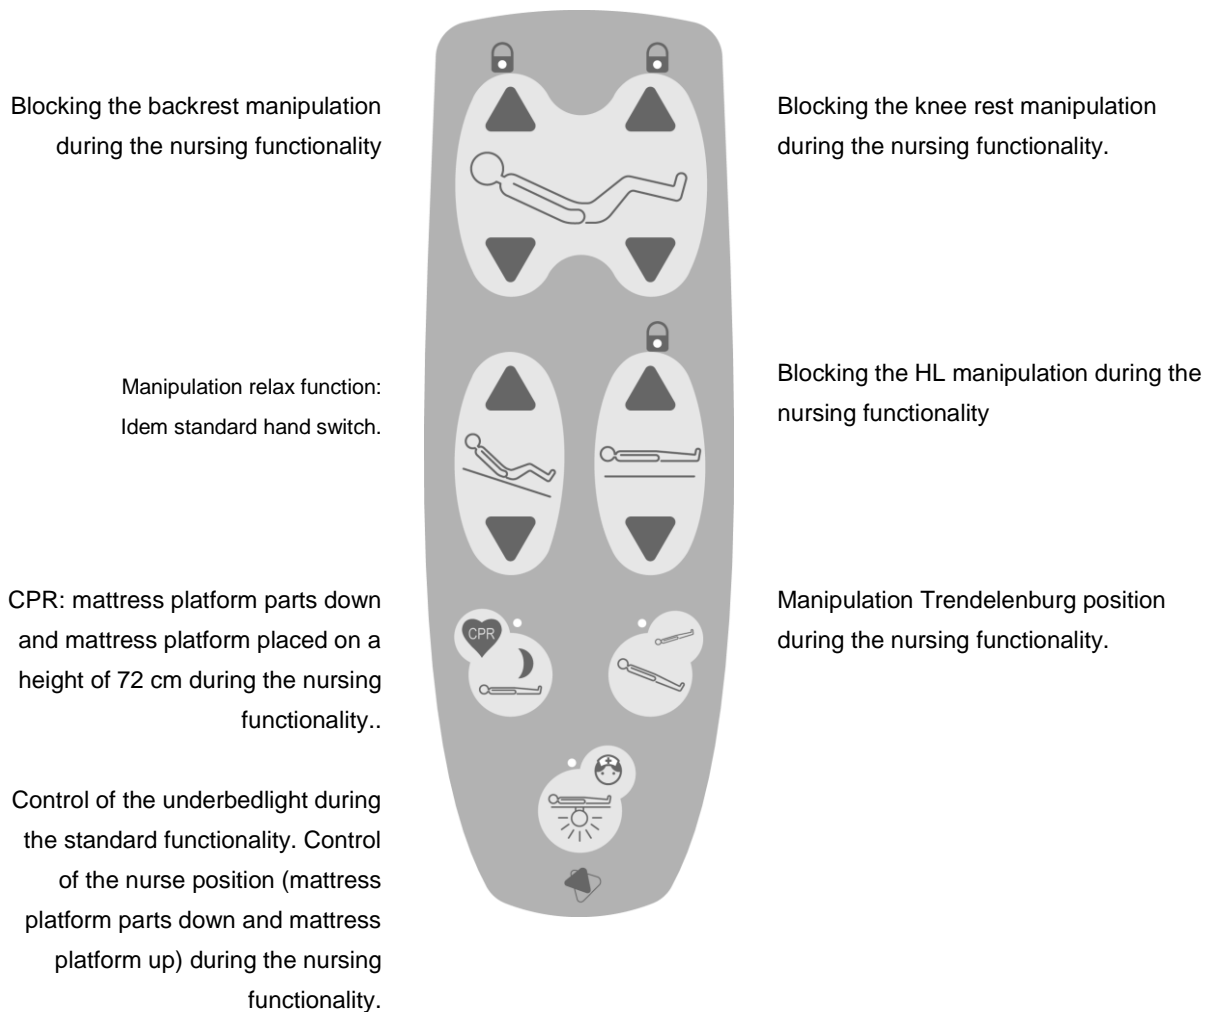 Blocking the backrest manipulation
during the nursing functionality
Blocking the knee rest manipulation
during the nursing functionality.
Manipulation relax function:
Idem standard hand switch.
Blocking the HL manipulation during the
nursing functionality
CPR: mattress platform parts down
and mattress platform placed on a
height of 72 cm during the nursing
functionality..
CPR
Manipulation Trendelenburg position
during the nursing functionality.
Control of the underbedlight during
the standard functionality. Control
of the nurse position (mattress
platform parts down and mattress
platform up) during the nursing
functionality.